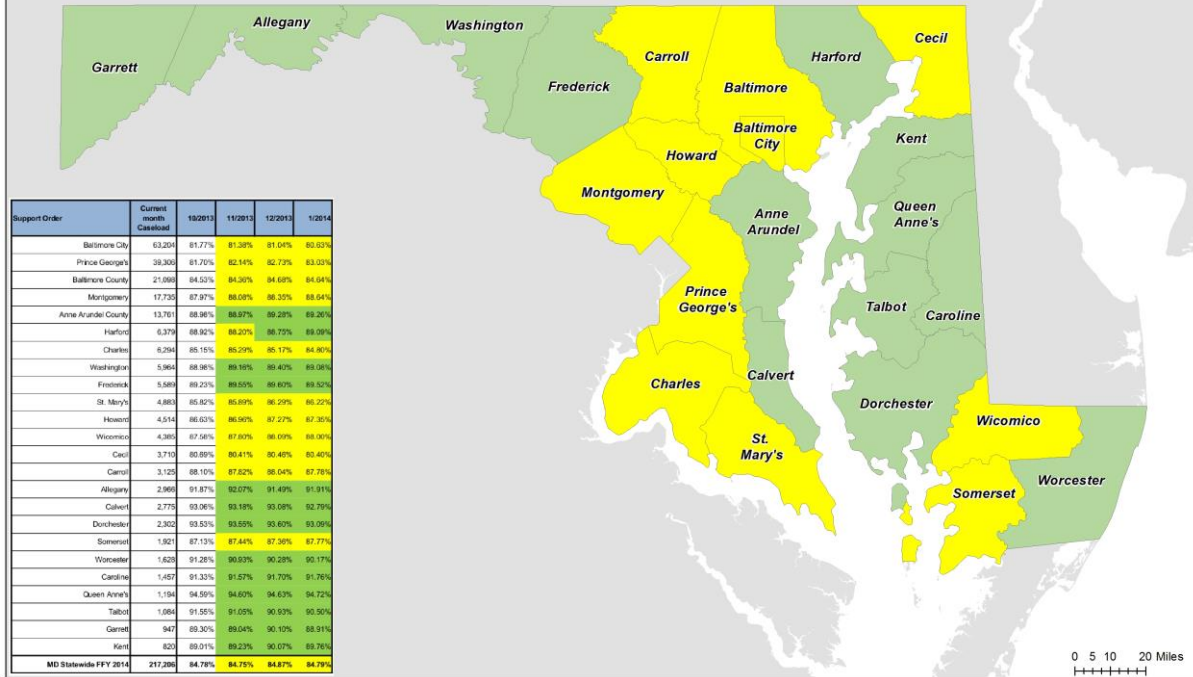 Garrett
Allegany
Washington
Frederick
Carroll
Baltimore
Harford
Cecil
Baltimore
City
Howard
Montgomery
Kent
Anne
Arundel
Queen
Anne's
Prince
George's
Talbot
Caroline
Calvert
Charles
Dorchester
St.
Mary's
Wicomico
Somerset
Worcester
Support Order Current month Caseload 10/2013 11/2013 12/2013 1/2014
Baltimore City 63,204 81.77% 81.38% 81.04% 80.63%
Prince George's 39,306 81.70% 82.14% 82.73% 83.03%
Baltimore County 21,098 84.53% 84.36% 84.68% 84.64%
Montgomery 17,735 87.97% 88.08% 88.35% 88.64%
Anne Arundel County 13,761 88.98% 88.97% 89.28% 89.26%
Harford 6,379 88.92% 88.20% 88.75% 89.09%
Charles 6,294 85.15% 85.29% 85.17% 84.80%
Washington 5,964 88.98% 89.16% 89.40% 89.08%
Frederick 5,589 89.23% 89.55% 89.60% 89.52%
St. Mary's 4,883 85.82% 85.89% 86.29% 86.22%
Howard 4,514 86.63% 86.96% 87.27% 87.35%
Wicomico 4,385 87.58% 87.80% 88.00%
Cecil 3,710 80.69% 80.41% 80.46% 80.40%
Carroll 3,125 88.10% 87.82% 88.04% 87.78%
Allegany 2,966 91.87% 92.07% 91.49% 91.91%
Calvert 2,775 93.06% 93.18% 93.08% 92.79%
Dorchester 2,302 93.53% 93.55% 93.60% 93.09%
Somerset 1,921 87.13% 87.44% 87.36% 87.77%
Worcester 1,628 91.28% 90.93% 90.28% 90.17%
Caroline 1,457 91.33% 91.57% 91.70% 91.76%
Queen Anne's 1,194 94.59% 94.60% 94.63% 94.72%
Talbot 1,084 91.55% 91.05% 90.93% 90.50%
Garrett 947 89.30% 89.04% 90.10% 88.91%
Kent 820 89.01% 89.23% 90.07% 89.76%
MD Statewide FFY 2014 217,206 84.78% 84.75% 84.87% 84.79%
0 5 10 20 Miles